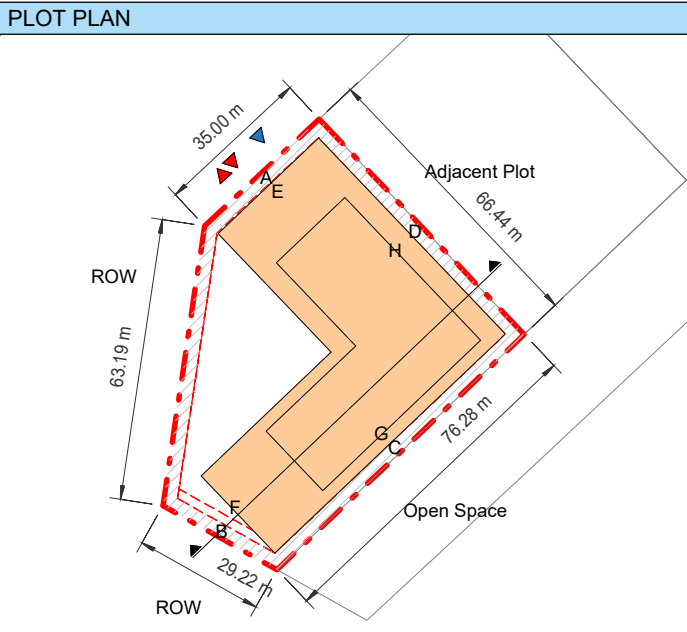 PLOT PLAN
35.00 m
A
E
Adjacent Plot
66.44 m
D
H
ROW
63.19 m
G
C
76.28 m
F
B
Open Space
29.22 m
ROW